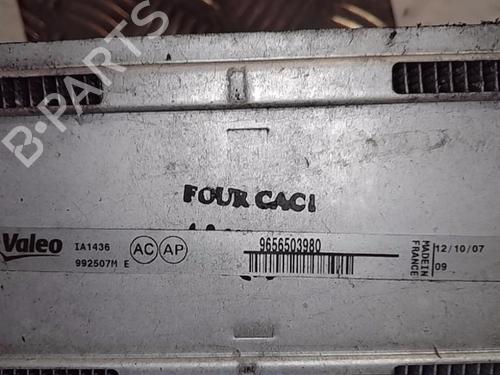 B-PARTS
FOUR CACI
Valeo IA1436 AC AP 9656503980 MADE IN FRANCE 12/10/07
992507M E 09